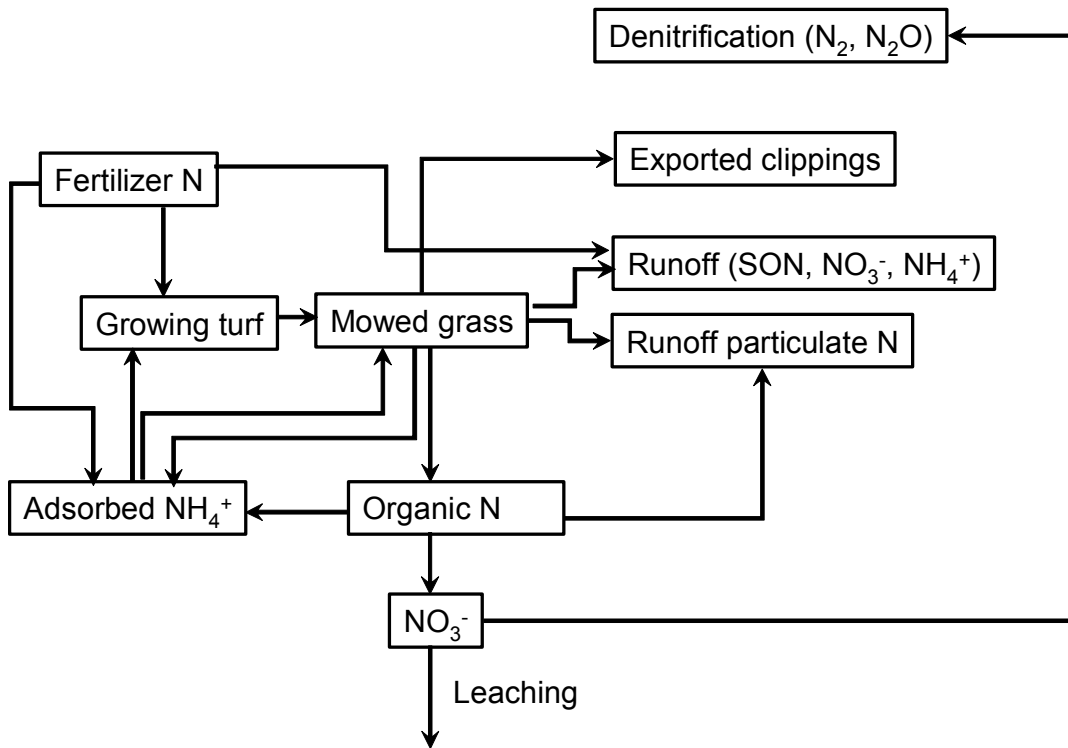 Denitrification (N₂, N₂O)
Exported clippings
Fertilizer N
Runoff (SON, NO₃⁻, NH₄⁺)
Growing turf
Mowed grass
Runoff particulate N
Adsorbed NH₄⁺
Organic N
NO₃⁻
Leaching